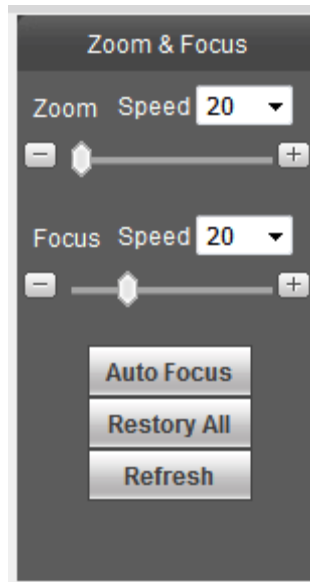 Zoom & Focus
Zoom Speed 20
− +
Focus Speed 20
− +
Auto Focus
Restory All
Refresh